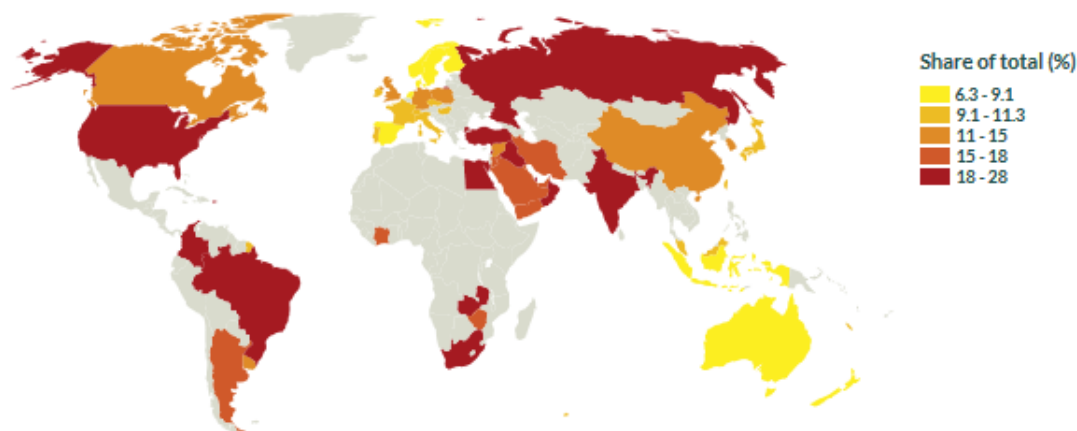 Share of total (%)
6.3 - 9.1
9.1 - 11.3
11 - 15
15 - 18
18 - 28